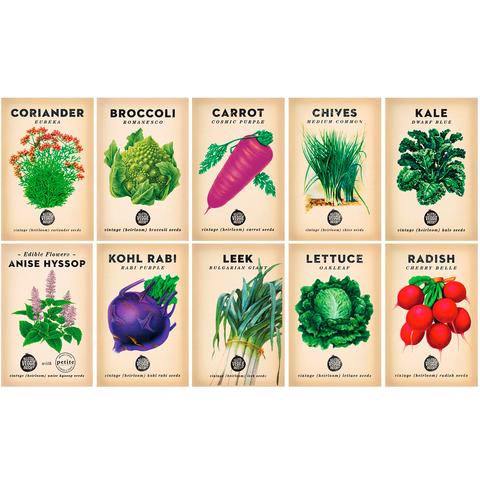 CORIANDER
EUREKA
vintage (heirloom) coriander seeds
BROCCOLI
ROMANESCO
vintage (heirloom) broccoli seeds
CARROT
COSMIC PURPLE
vintage (heirloom) carrot seeds
CHIVES
MEDIUM COMMON
vintage (heirloom) chive seeds
KALE
DWARF BLUE
vintage (heirloom) kale seeds
- Edible Flowers -
ANISE HYSSOP
with
petite
vintage (heirloom) anise hyssop seeds
KOHL RABI
RABI PURPLE
vintage (heirloom) kohl rabi seeds
LEEK
BULGARIAN GIANT
vintage (heirloom) leek seeds
LETTUCE
OAKLEAF
vintage (heirloom) lettuce seeds
RADISH
CHERRY BELLE
vintage (heirloom) radish seeds